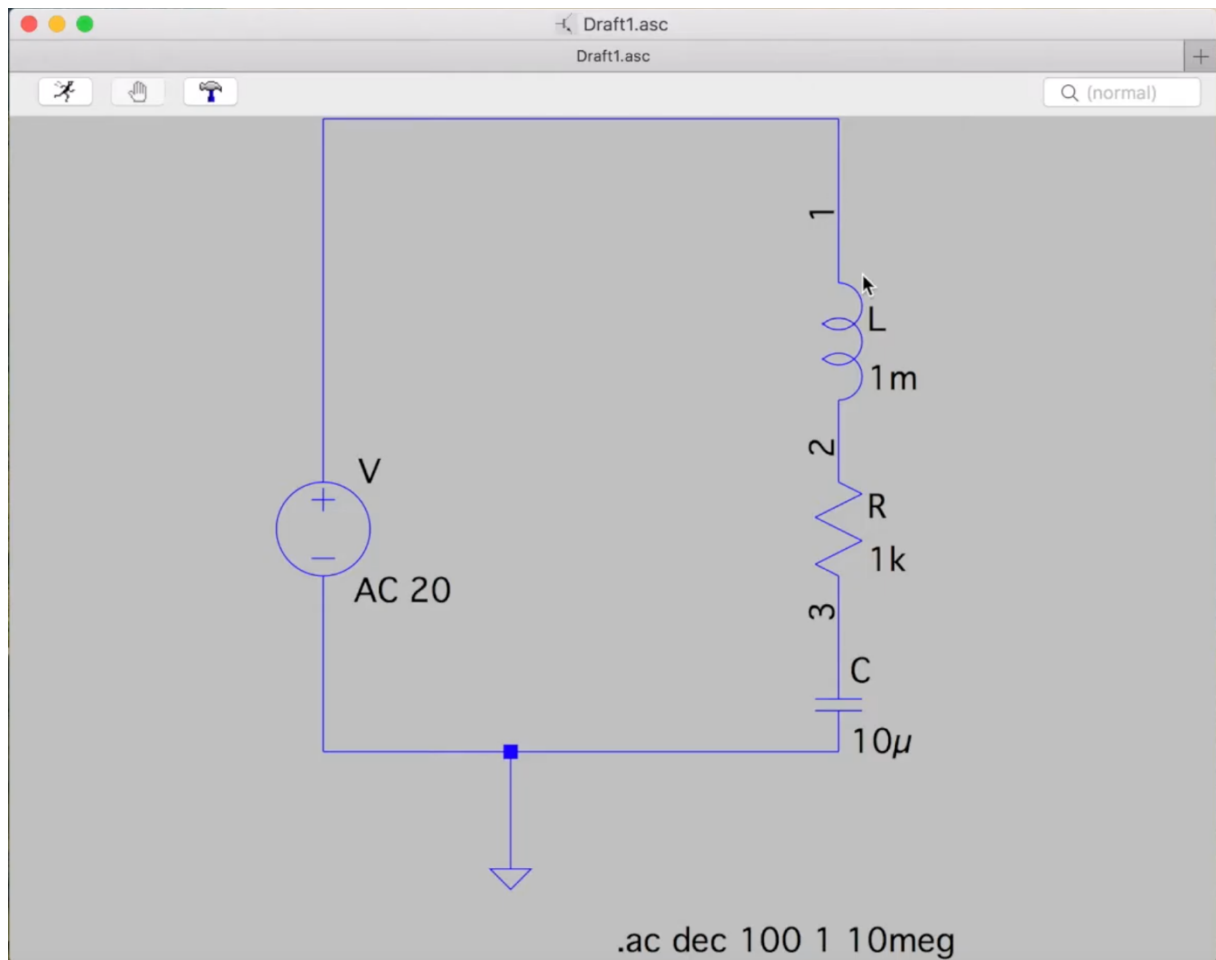 Draft1.asc
Draft1.asc
(normal)
1
L
1m
2
V
R
1k
AC 20
3
C
10µ
.ac dec 100 1 10meg